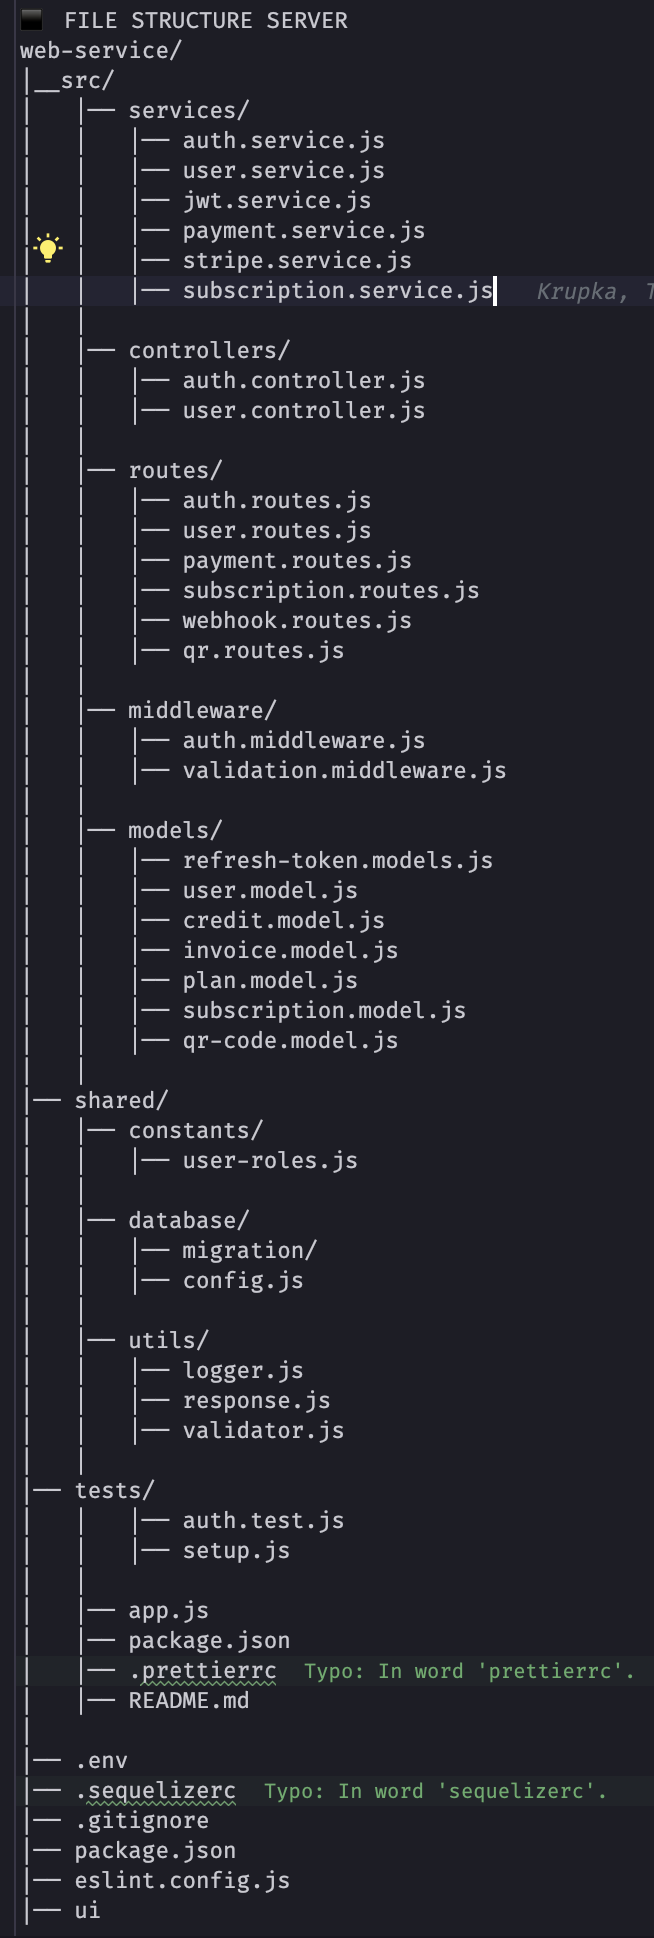 FILE STRUCTURE SERVER
web-service/
|__src/
|   |── services/
|   |   |── auth.service.js
|   |   |── user.service.js
|   |   |── jwt.service.js
|   |   |── payment.service.js
|   |   |── stripe.service.js
|   |   |── subscription.service.js   Krupka,
|   |
|   |── controllers/
|   |   |── auth.controller.js
|   |   |── user.controller.js
|   |
|   |── routes/
|   |   |── auth.routes.js
|   |   |── user.routes.js
|   |   |── payment.routes.js
|   |   |── subscription.routes.js
|   |   |── webhook.routes.js
|   |   |── qr.routes.js
|   |
|   |── middleware/
|   |   |── auth.middleware.js
|   |   |── validation.middleware.js
|   |
|   |── models/
|   |   |── refresh-token.models.js
|   |   |── user.model.js
|   |   |── credit.model.js
|   |   |── invoice.model.js
|   |   |── plan.model.js
|   |   |── subscription.model.js
|   |   |── qr-code.model.js
|   |
|── shared/
|   |── constants/
|   |   |── user-roles.js
|   |
|   |── database/
|   |   |── migration/
|   |   |── config.js
|   |
|   |── utils/
|   |   |── logger.js
|   |   |── response.js
|   |   |── validator.js
|   |
|── tests/
|   |   |── auth.test.js
|   |   |── setup.js
|   |
|   |── app.js
|   |── package.json
|   |── .prettierrc  Typo: In word 'prettierrc'.
|   |── README.md
|
|── .env
|── .sequelizerc  Typo: In word 'sequelizerc'.
|── .gitignore
|── package.json
|── eslint.config.js
|── ui